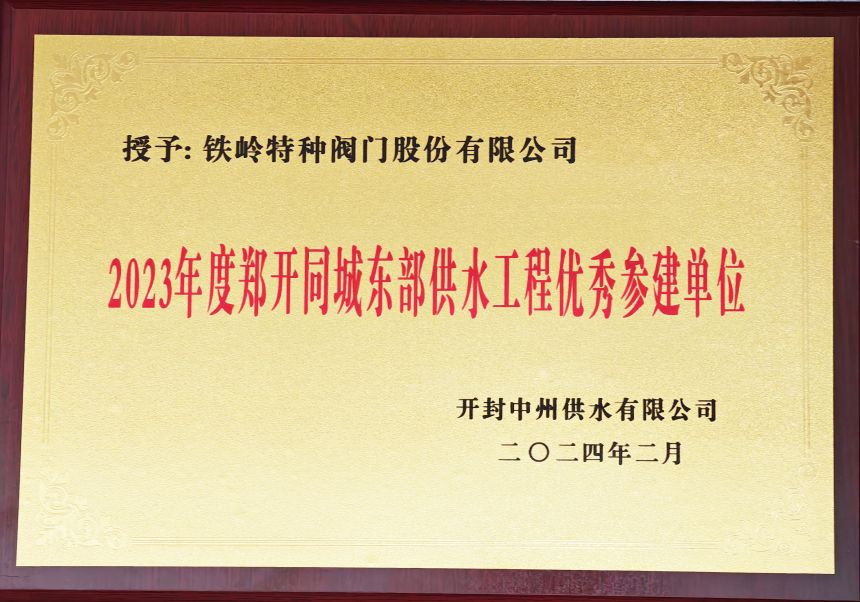 授予: 铁岭特种阀门股份有限公司
2023年度郑开同城东部供水工程优秀参建单位
开封中州供水有限公司
二〇二四年二月